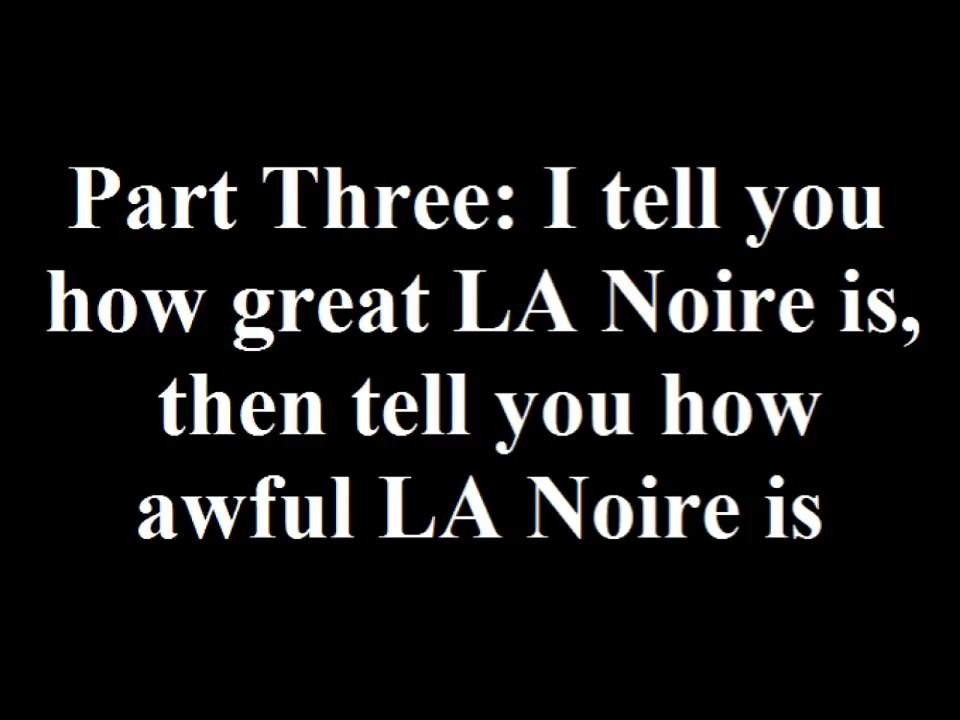 Part Three: I tell you
how great LA Noire is,
then tell you how
awful LA Noire is